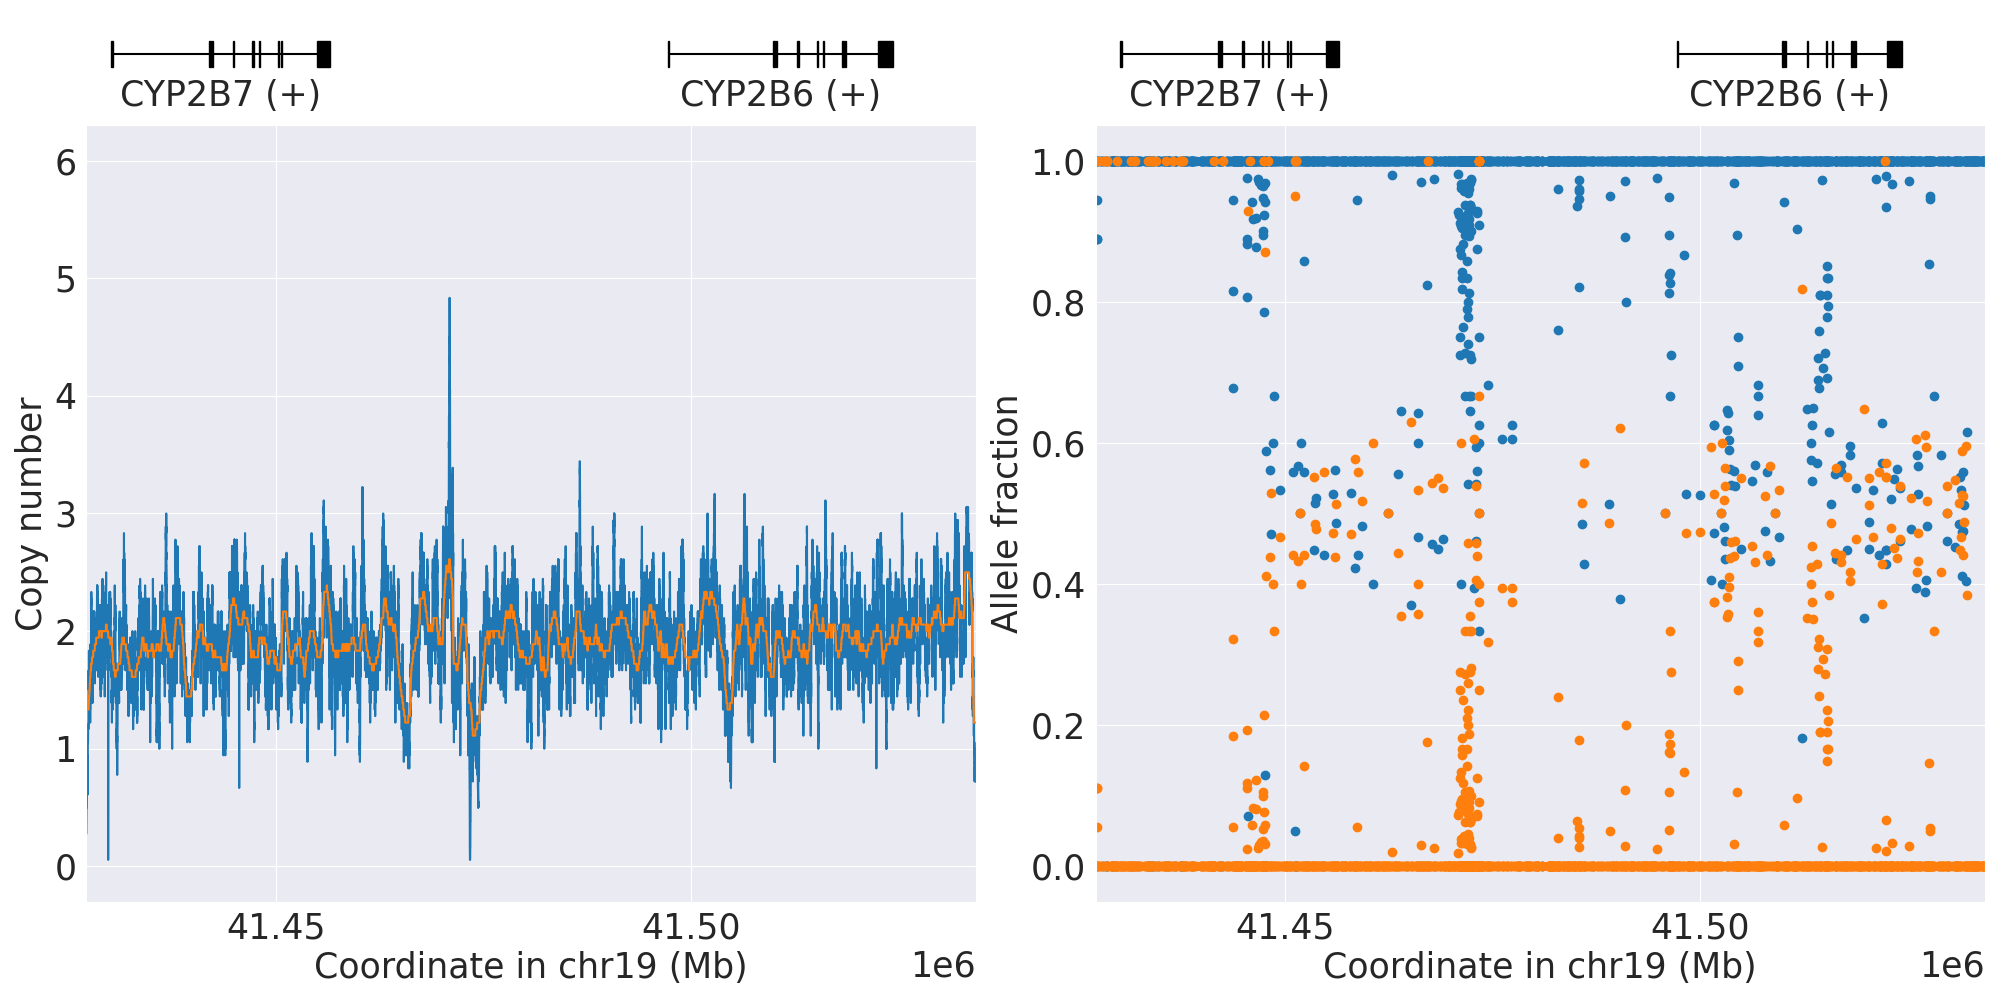 CYP2B7 (+)
CYP2B6 (+)
CYP2B7 (+)
CYP2B6 (+)
Copy number
6
5
4
3
2
1
0
41.45
41.50
Coordinate in chr19 (Mb)
1e6
Allele fraction
1.0
0.8
0.6
0.4
0.2
0.0
41.45
41.50
Coordinate in chr19 (Mb)
1e6